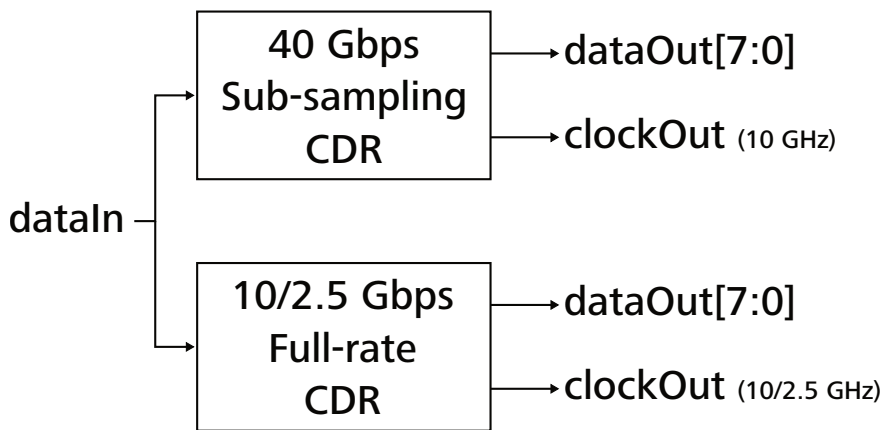 40 Gbps
Sub-sampling
CDR
dataOut[7:0]
clockOut (10 GHz)
dataIn
10/2.5 Gbps
Full-rate
CDR
dataOut[7:0]
clockOut (10/2.5 GHz)